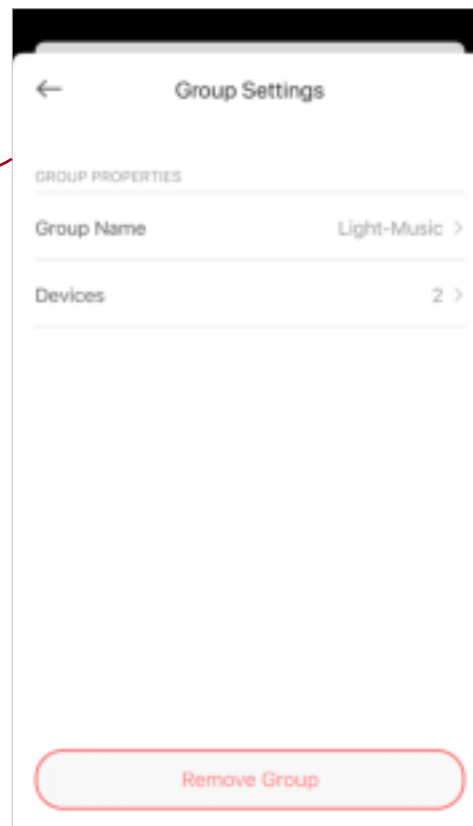 Group Settings
GROUP PROPERTIES
Group Name Light-Music >
Devices 2 >
Remove Group